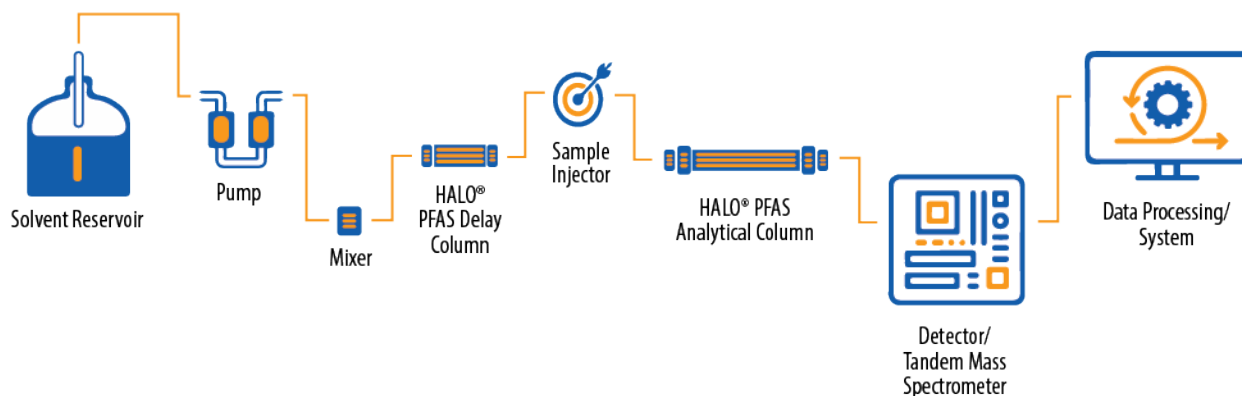 Solvent Reservoir
Pump
Mixer
HALO®
PFAS Delay
Column
Sample
Injector
HALO® PFAS
Analytical Column
Detector/
Tandem Mass
Spectrometer
Data Processing/
System